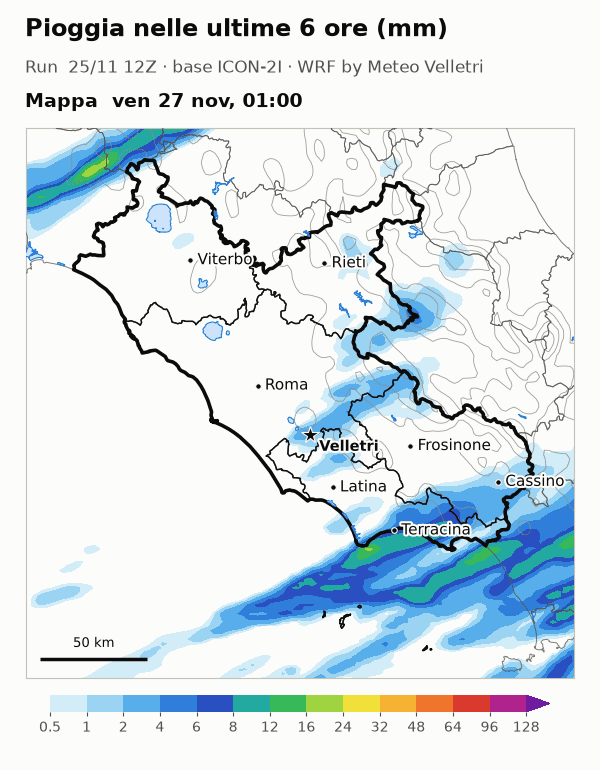 Pioggia nelle ultime 6 ore (mm)
Run 25/11 12Z · base ICON-2I · WRF by Meteo Velletri
Mappa ven 27 nov, 01:00
Viterbo
Rieti
Roma
Velletri
Frosinone
Cassino
Latina
Terracina
50 km
0.5 1 2 4 6 8 12 16 24 32 48 64 96 128